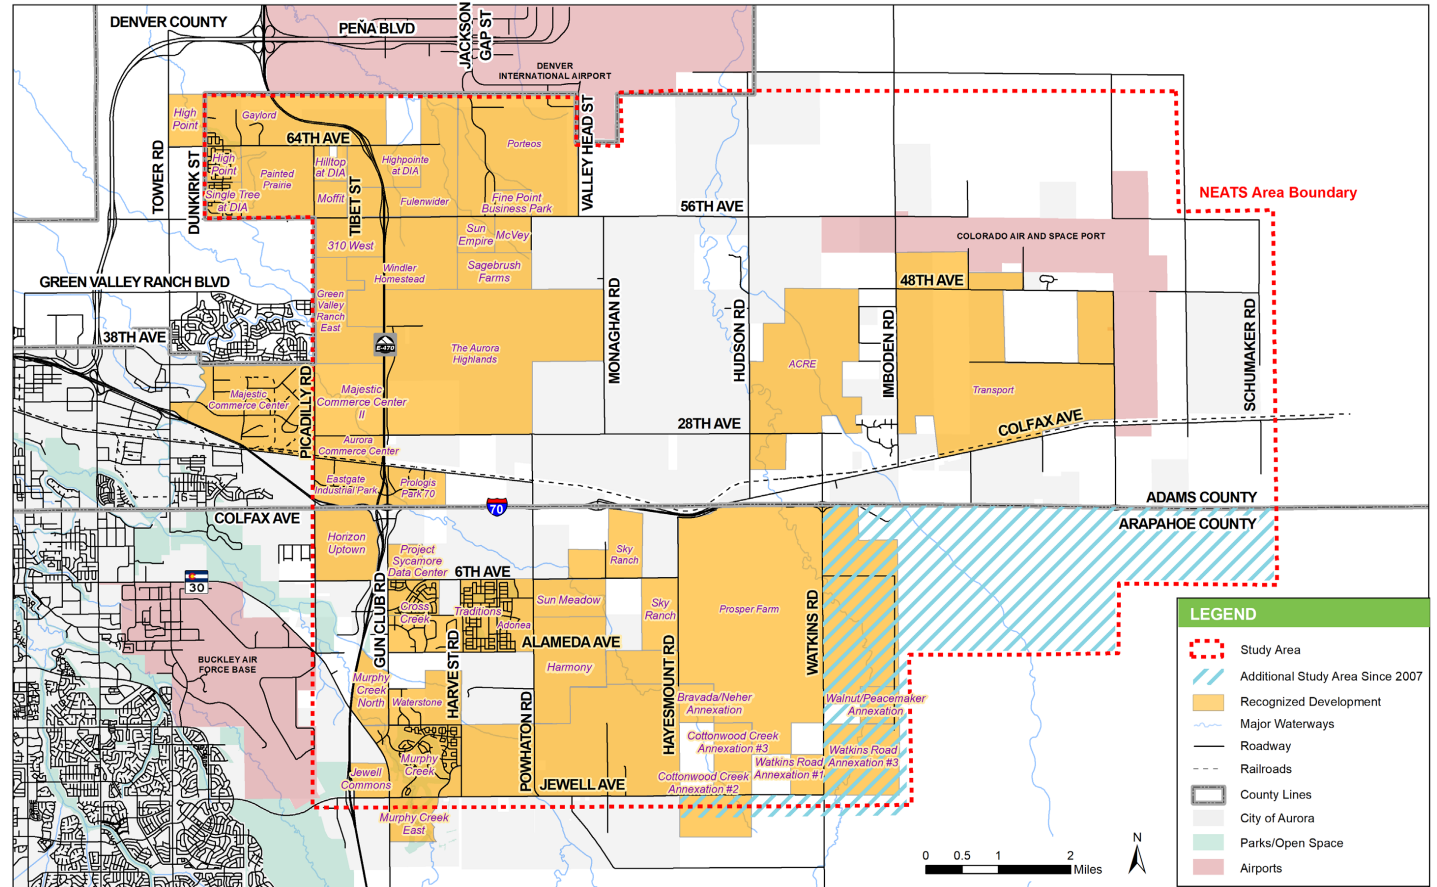 DENVER COUNTY
PEÑA BLVD
JACKSON
GAP ST
DENVER
INTERNATIONAL AIRPORT
High
Point
Gaylord
64TH AVE
Porteos
VALLEY HEAD ST
TOWER RD
DUNKIRK ST
High
Point
Painted
Prairie
Hilltop
at DIA
Highpointe
at DIA
Single Tree
at DIA
Moffit
TIBET ST
Fulenwider
Fine Point
Business Park
56TH AVE
NEATS Area Boundary
310 West
Sun
Empire
McVey
COLORADO AIR AND SPACE PORT
Windler
Homestead
Sagebrush
Farms
GREEN VALLEY RANCH BLVD
48TH AVE
Green
Valley
Ranch
East
MONAGHAN RD
HUDSON RD
IMBODEN RD
SCHUMAKER RD
38TH AVE
E-470
The Aurora
Highlands
ACRE
PICADILLY RD
Majestic
Commerce Center
Majestic
Commerce Center
II
Transport
28TH AVE
COLFAX AVE
Aurora
Commerce Center
Eastgate
Industrial Park
Prologis
Park 70
70
ADAMS COUNTY
COLFAX AVE
ARAPAHOE COUNTY
Horizon
Uptown
Project
Sycamore
Data Center
Sky
Ranch
6TH AVE
30
GUN CLUB RD
Cross
Creek
Traditions
Adonea
Sun Meadow
Sky
Ranch
Prosper Farm
WATKINS RD
HARVEST RD
ALAMEDA AVE
HAYESMOUNT RD
BUCKLEY AIR
FORCE BASE
Harmony
Murphy
Creek
North
Waterstone
POWHATON RD
Bravada/Neher
Annexation
Walnut/Peacemaker
Annexation
Cottonwood Creek
Annexation #3
Murphy
Creek
Watkins Road
Annexation #1
Watkins Road
Annexation #3
Jewell
Commons
JEWELL AVE
Cottonwood Creek
Annexation #2
Murphy Creek
East
LEGEND
Study Area
Additional Study Area Since 2007
Recognized Development
Major Waterways
Roadway
Railroads
County Lines
City of Aurora
Parks/Open Space
Airports
0 0.5 1 2
Miles
N